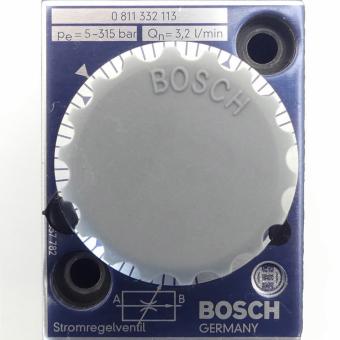 0 811 332 113
pe = 5-315 bar Qn = 3,2 l/min
BOSCH
A B
Stromregelventil
BOSCH
GERMANY